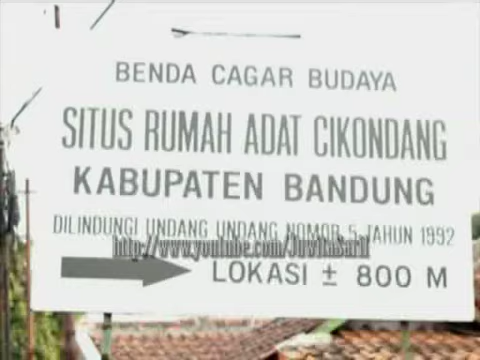 BENDA CAGAR BUDAYA
SITUS RUMAH ADAT CIKONDANG
KABUPATEN BANDUNG
DILINDUNGI UNDANG UNDANG NOMOR 5 TAHUN 1992
LOKASI ± 800 M